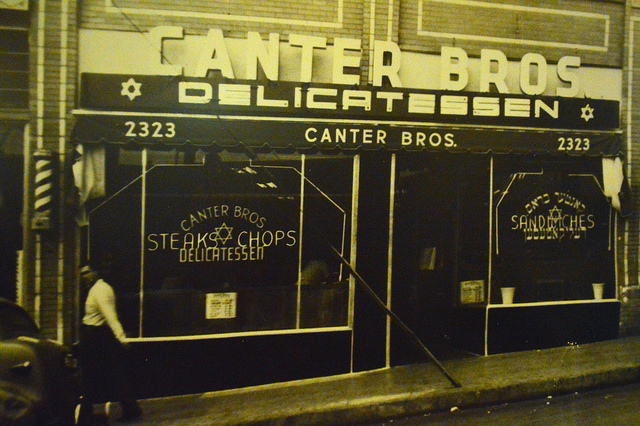 CANTER BROS.
DELICATESSEN
2323 CANTER BROS. 2323
CANTER BROS
STEAKS CHOPS
DELICATESSEN
SANDWICHES